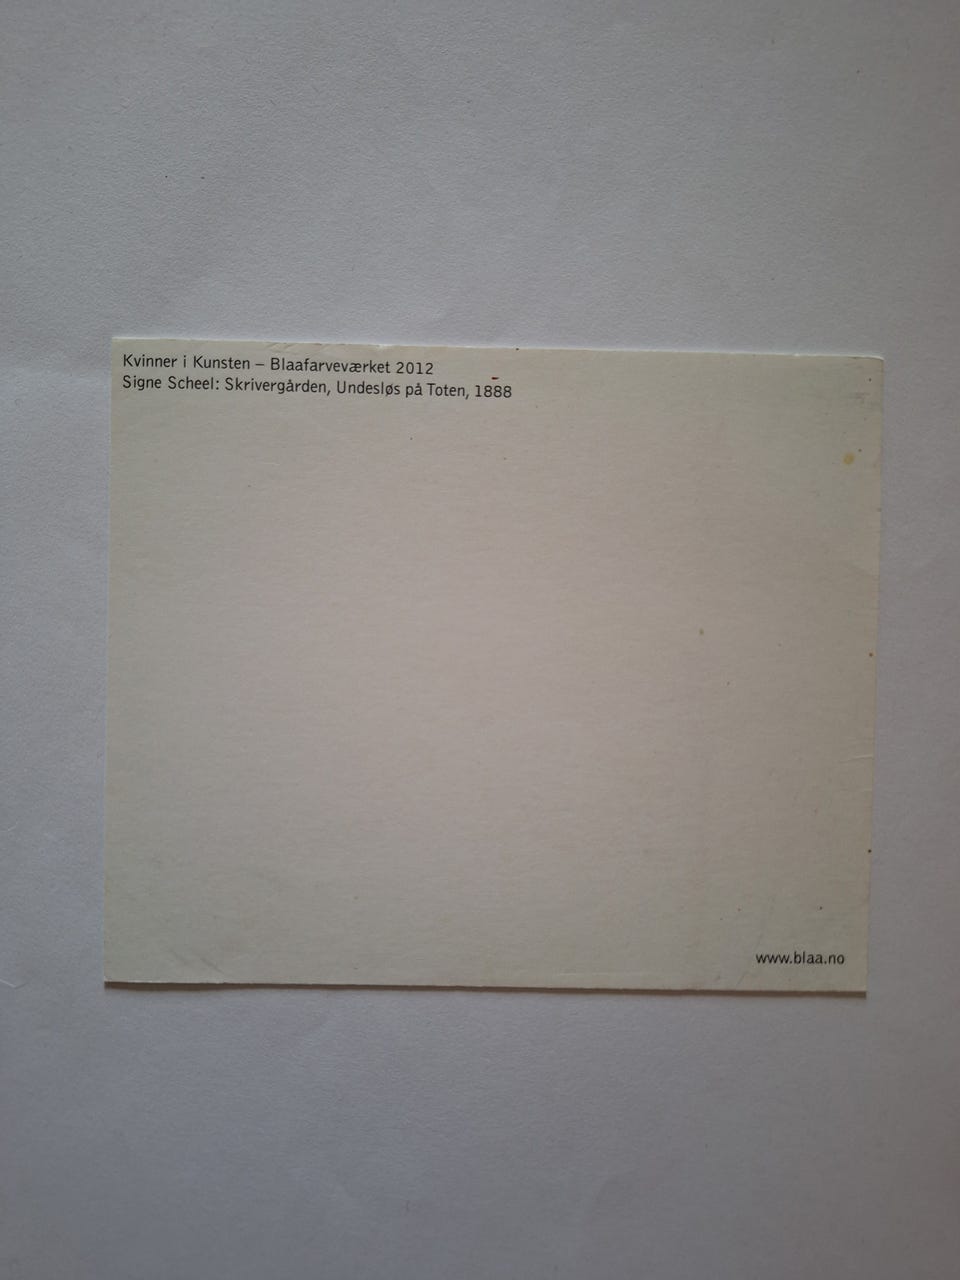 Kvinner i Kunsten – Blaafarveværket 2012
Signe Scheel: Skrivergården, Undesløs på Toten, 1888
www.blaa.no